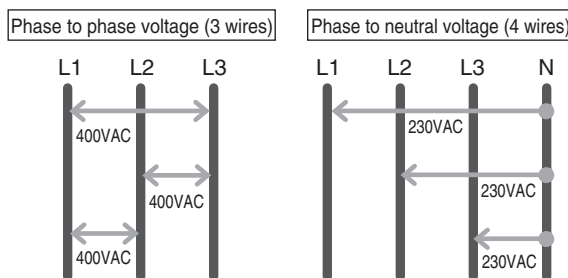 Phase to phase voltage (3 wires)
L1 L2 L3
400VAC
400VAC
400VAC
Phase to neutral voltage (4 wires)
L1 L2 L3 N
230VAC
230VAC
230VAC